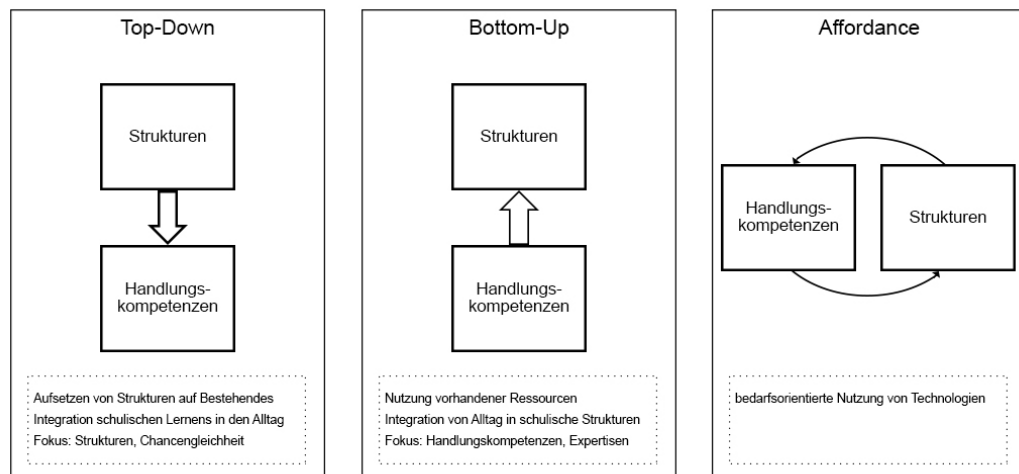 Top-Down
Strukturen
Handlungs-
kompetenzen
Aufsetzen von Strukturen auf Bestehendes
Integration schulischen Lernens in den Alltag
Fokus: Strukturen, Chancengleichheit
Bottom-Up
Strukturen
Handlungs-
kompetenzen
Nutzung vorhandener Ressourcen
Integration von Alltag in schulische Strukturen
Fokus: Handlungskompetenzen, Expertisen
Affordance
Handlungs-
kompetenzen
Strukturen
bedarfsorientierte Nutzung von Technologien